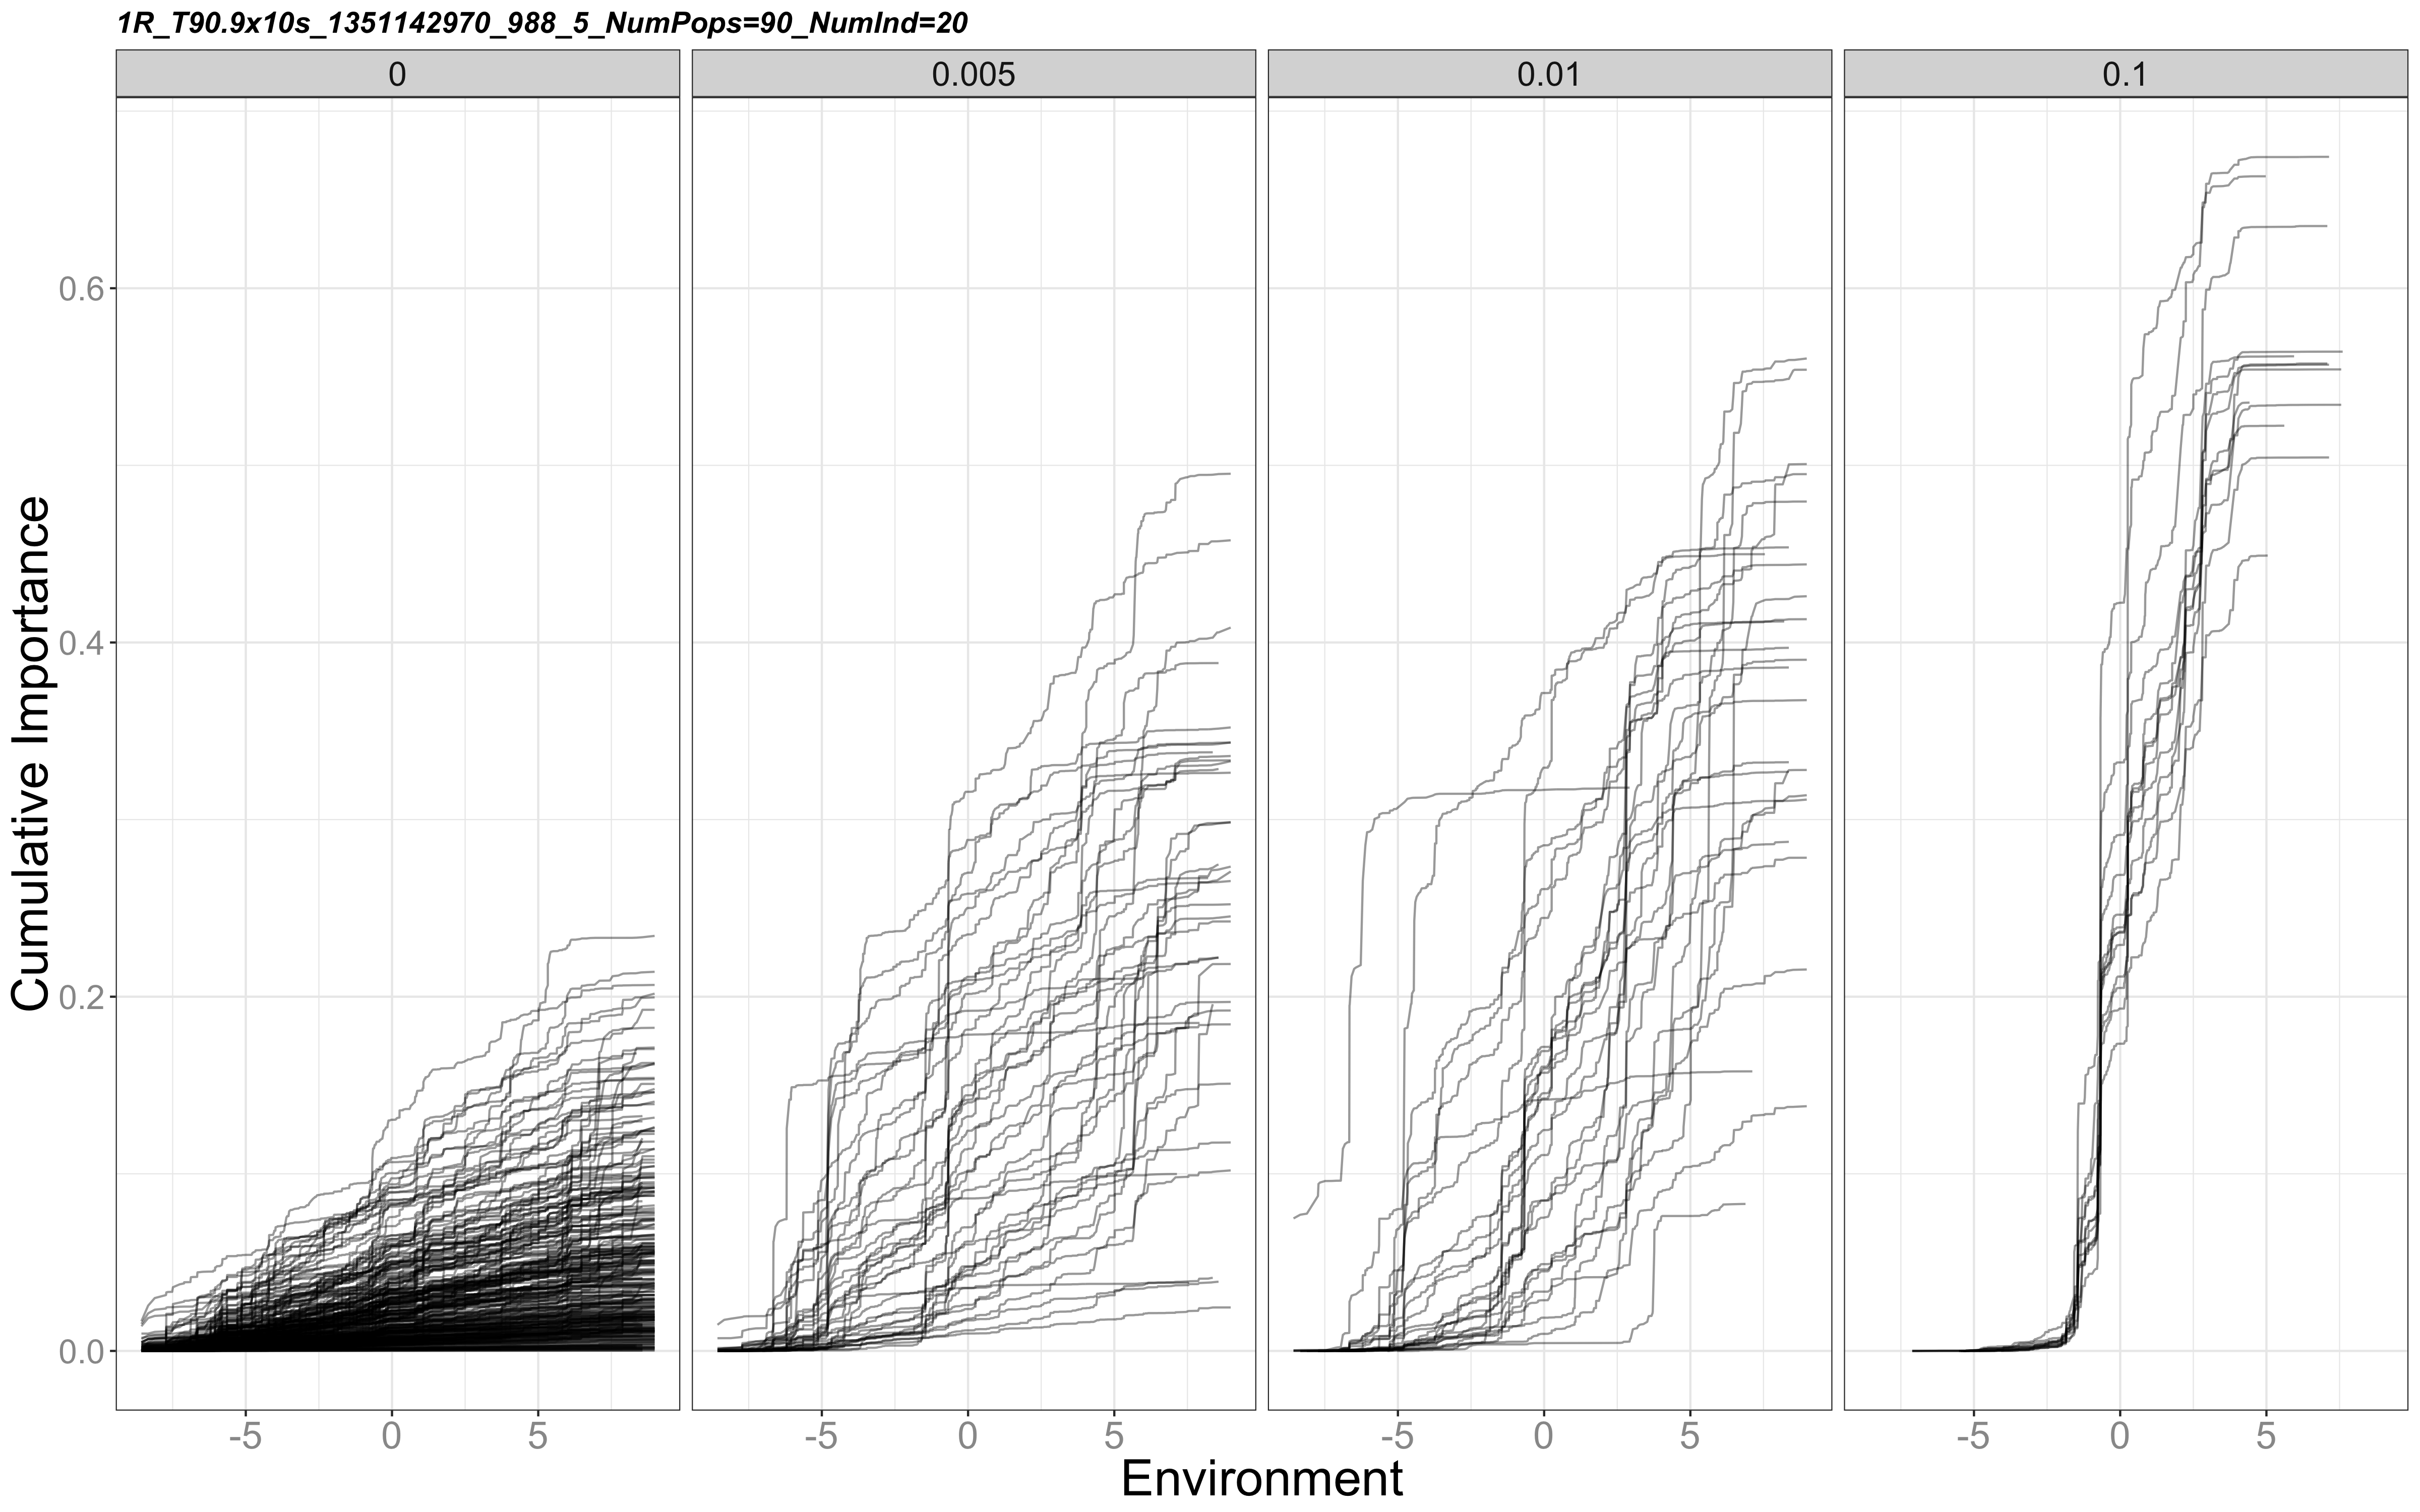 1R_T90.9x10s_1351142970_988_5_NumPops=90_NumInd=20
0 0.005 0.01 0.1
Cumulative Importance
0.6
0.4
0.2
0.0
-5 0 5 -5 0 5 -5 0 5 -5 0 5
Environment